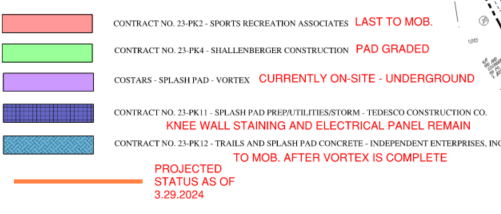 CONTRACT NO. 23-PK2 - SPORTS RECREATION ASSOCIATES LAST TO MOB.
CONTRACT NO. 23-PK4 - SHALLENBERGER CONSTRUCTION PAD GRADED
COSTARS - SPLASH PAD - VORTEX CURRENTLY ON-SITE - UNDERGROUND
CONTRACT NO. 23-PK11 - SPLASH PAD PREP/UTILITIES/STORM - TEDESCO CONSTRUCTION CO.
KNEE WALL STAINING AND ELECTRICAL PANEL REMAIN
CONTRACT NO. 23-PK12 - TRAILS AND SPLASH PAD CONCRETE - INDEPENDENT ENTERPRISES, INC
TO MOB. AFTER VORTEX IS COMPLETE
PROJECTED
STATUS AS OF
3.29.2024